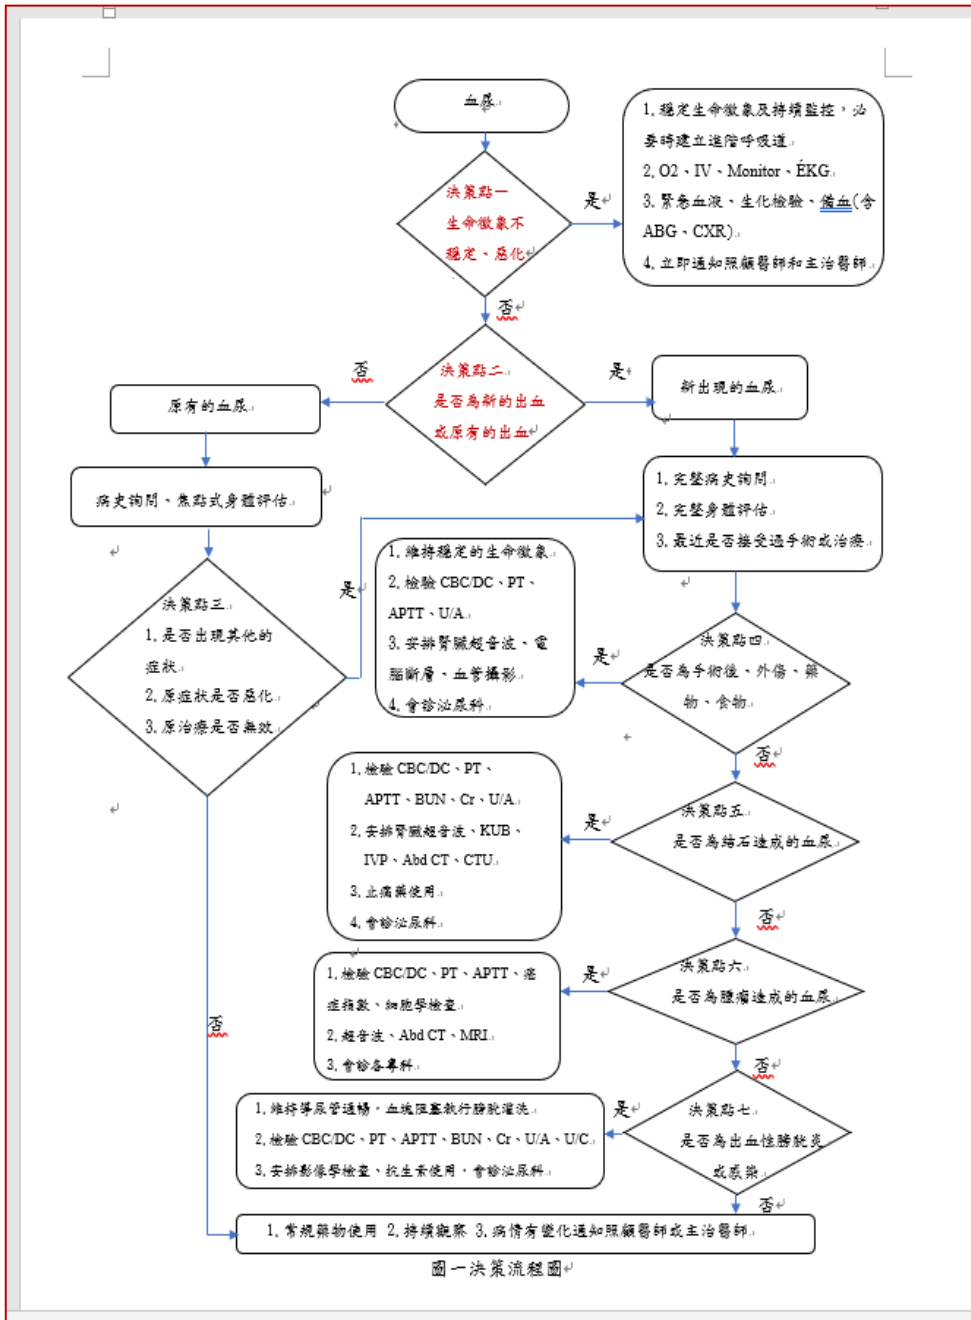 血尿
決策點一
生命徵象不
穩定、惡化
是
1. 穩定生命徵象及持續監控，必
要時建立進階呼吸道
2. O2、IV、Monitor、ÉKG
3. 緊急血液、生化檢驗、備血(含
ABG、CXR)
4. 立即通知照顧醫師和主治醫師
否
決策點二
是否為新的出血
或原有的出血
否
是
原有的血尿
新出現的血尿
病史詢問、焦點式身體評估
1. 完整病史詢問
2. 完整身體評估
3. 最近是否接受過手術或治療
決策點三
1. 是否出現其他的
症狀
2. 原症狀是否惡化
3. 原治療是否無效
是
1. 維持穩定的生命徵象
2. 檢驗 CBC/DC、PT、
APTT、U/A
3. 安排腎臟超音波、電
腦斷層、血管攝影
4. 會診泌尿科
是
決策點四
是否為手術後、外傷、藥
物、食物
否
1. 檢驗 CBC/DC、PT、
APTT、BUN、Cr、U/A
2. 安排腎臟超音波、KUB、
IVP、Abd CT、CTU
3. 止痛藥使用
4. 會診泌尿科
是
決策點五
是否為結石造成的血尿
否
1. 檢驗 CBC/DC、PT、APTT、癌
症指數、細胞學檢查
2. 超音波、Abd CT、MRI
3. 會診各專科
是
決策點六
是否為腫瘤造成的血尿
否
否
1. 維持導尿管通暢，血塊阻塞執行膀胱灌洗
2. 檢驗 CBC/DC、PT、APTT、BUN、Cr、U/A、U/C
3. 安排影像學檢查、抗生素使用，會診泌尿科
是
決策點七
是否為出血性膀胱炎
或感染
否
1. 常規藥物使用 2. 持續觀察 3. 病情有變化通知照顧醫師或主治醫師
圖一決策流程圖